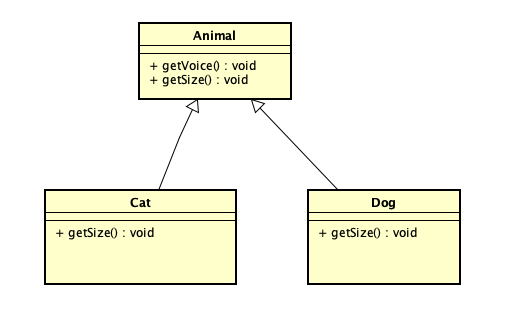 Animal
+ getVoice() : void
+ getSize() : void
Cat
+ getSize() : void
Dog
+ getSize() : void